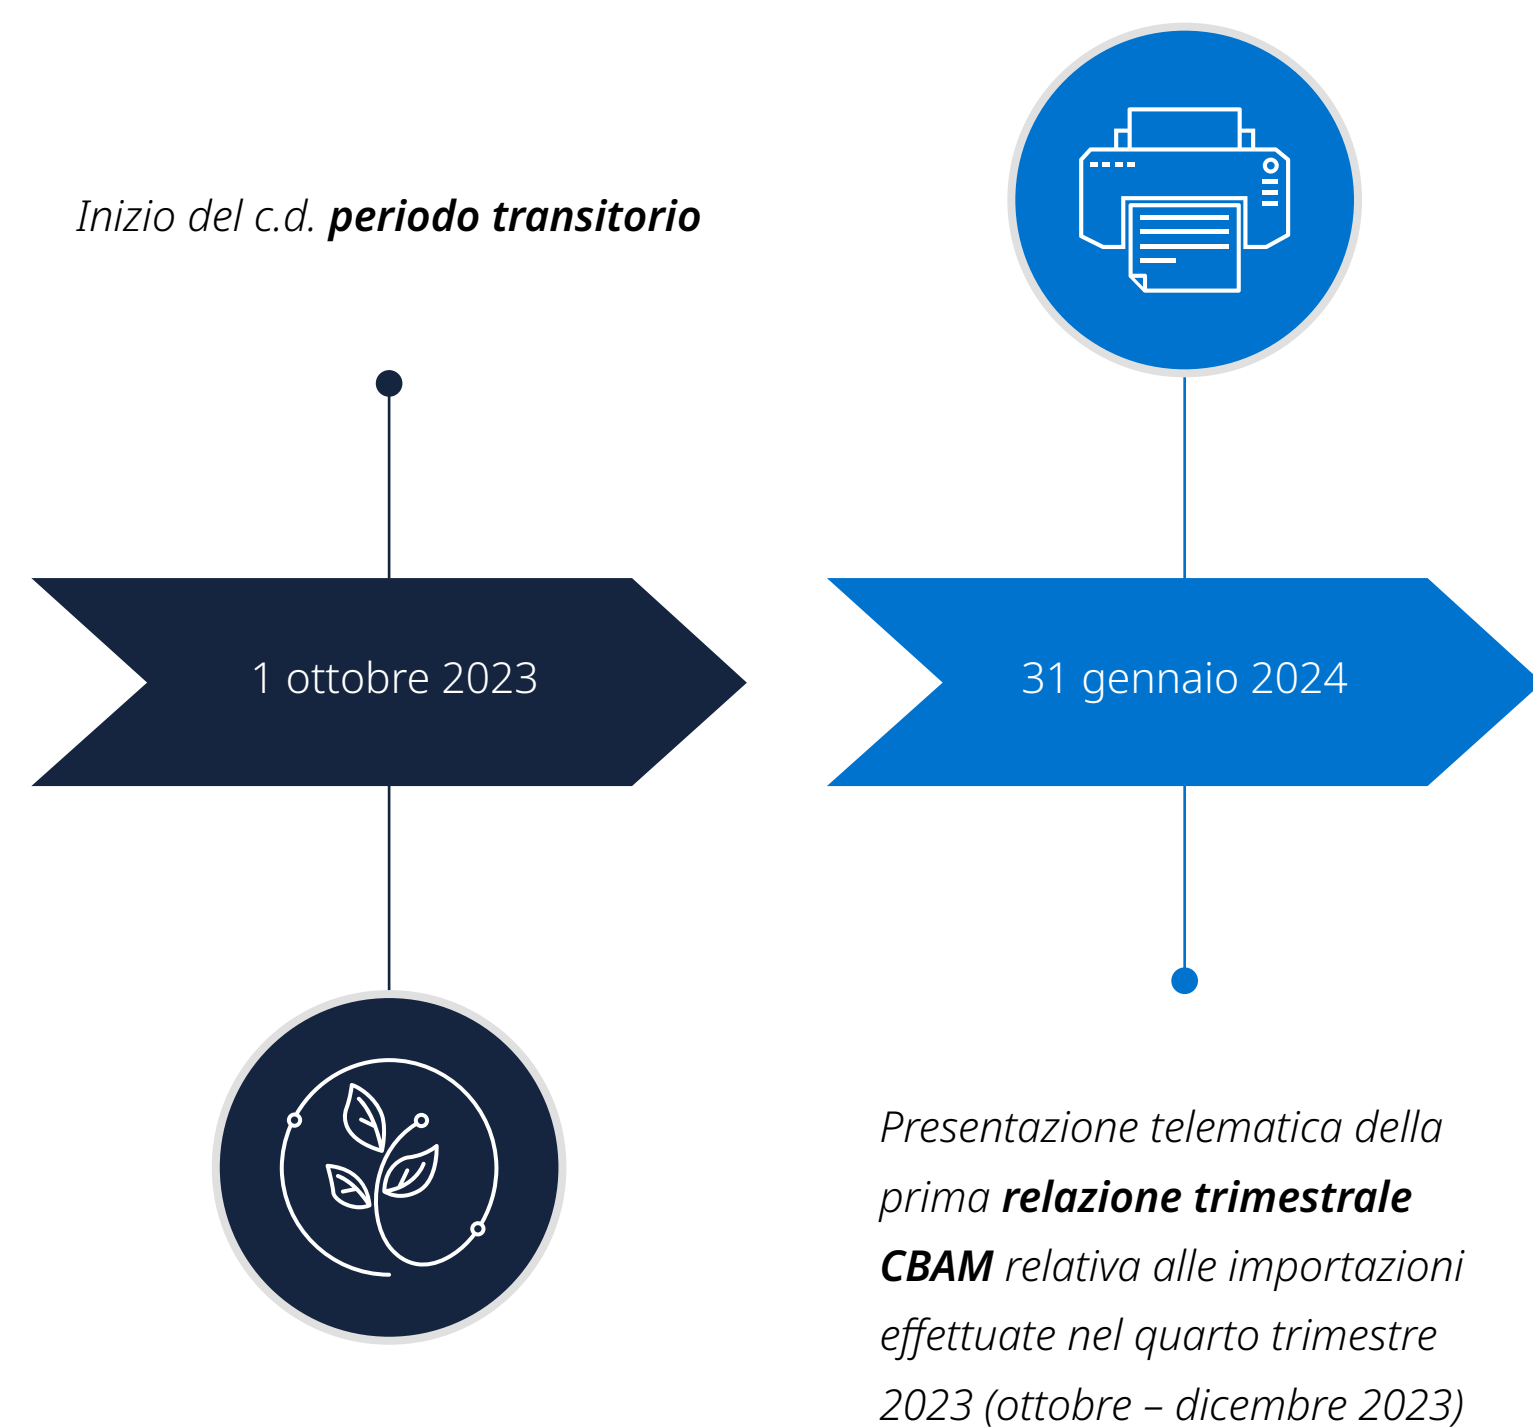 Inizio del c.d. periodo transitorio
1 ottobre 2023
31 gennaio 2024
Presentazione telematica della
prima relazione trimestrale
CBAM relativa alle importazioni
effettuate nel quarto trimestre
2023 (ottobre – dicembre 2023)